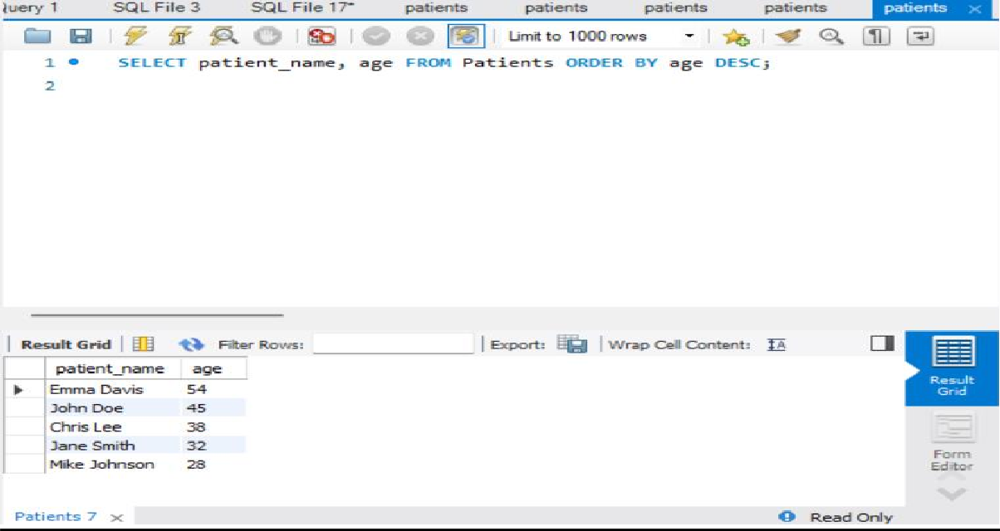 Query 1 SQL File 3 SQL File 17* patients patients patients patients patients
Limit to 1000 rows
1 SELECT patient_name, age FROM Patients ORDER BY age DESC;
2
Result Grid Filter Rows: Export: Wrap Cell Content: IA
patient_name age
Emma Davis 54
John Doe 45
Chris Lee 38
Jane Smith 32
Mike Johnson 28
Result
Grid
Form
Editor
Patients 7 Read Only